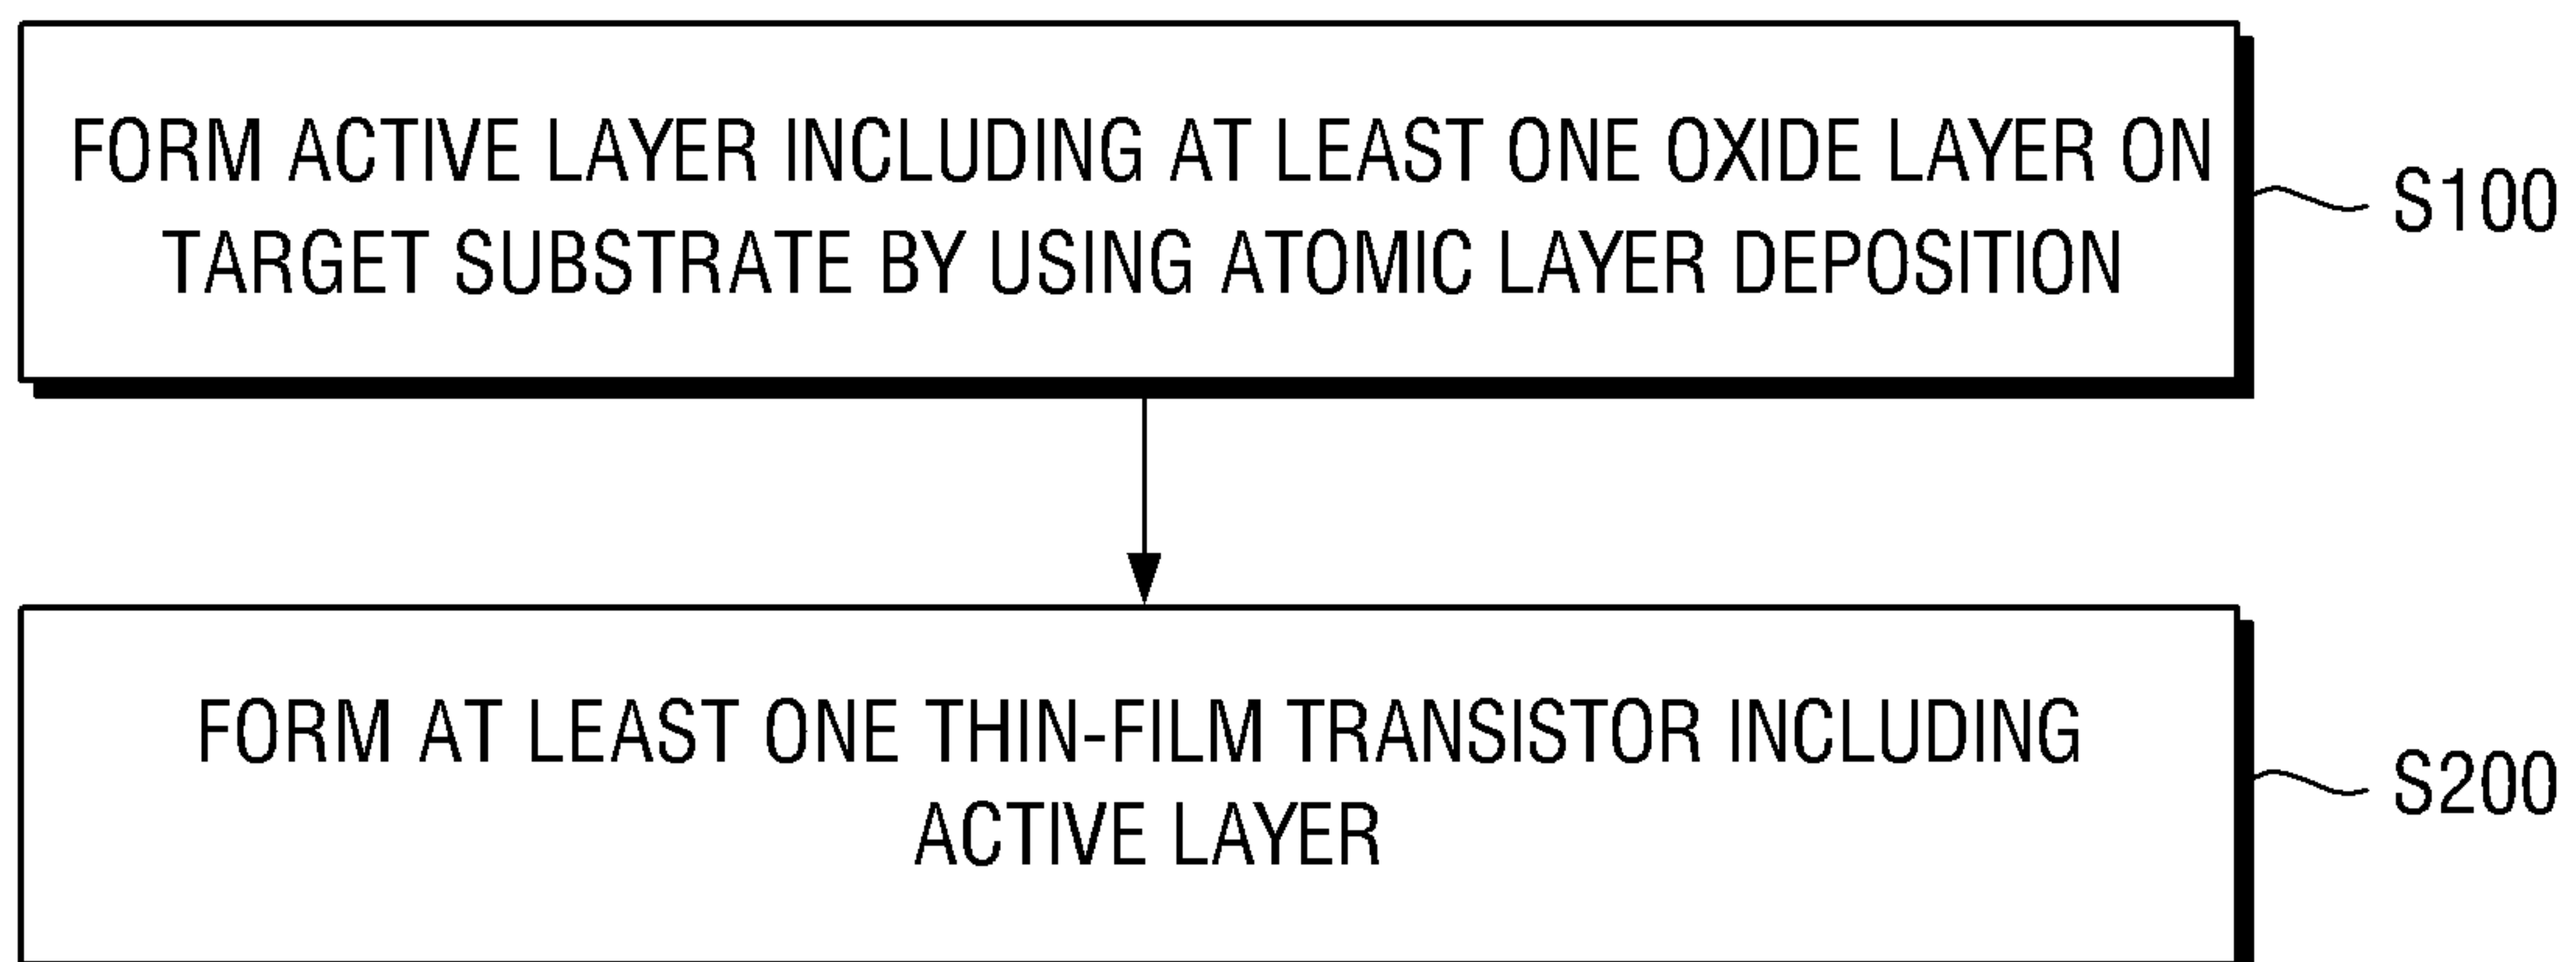 FORM ACTIVE LAYER INCLUDING AT LEAST ONE OXIDE LAYER ON
TARGET SUBSTRATE BY USING ATOMIC LAYER DEPOSITION
S100
FORM AT LEAST ONE THIN-FILM TRANSISTOR INCLUDING
ACTIVE LAYER
S200